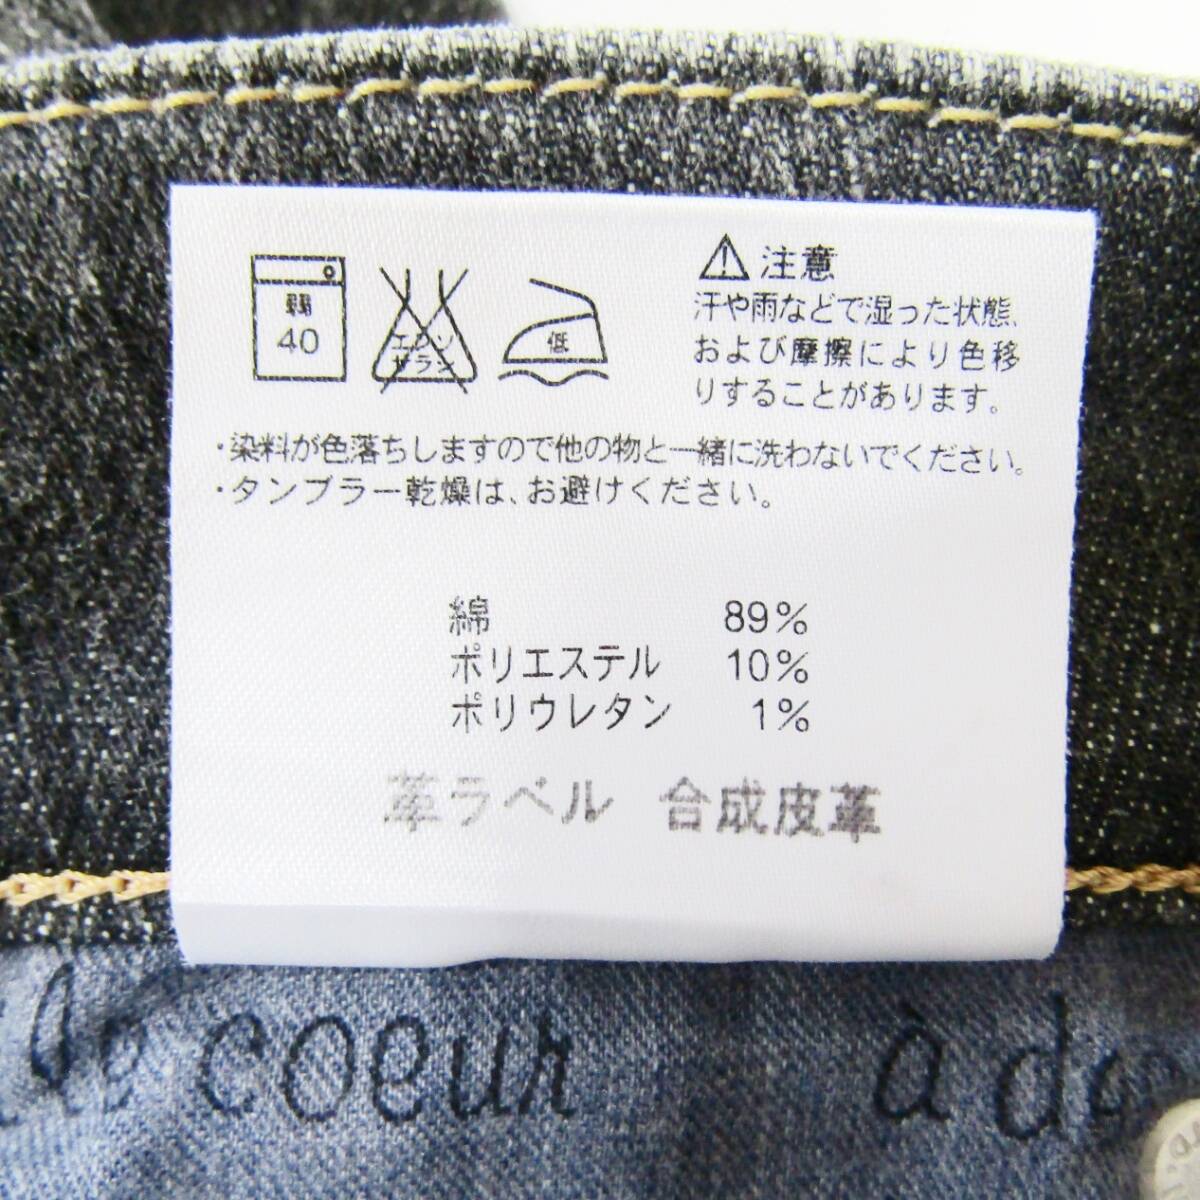 弱
40
エンソ
サラシ
低
注意
汗や雨などで湿った状態、
および摩擦により色移
りすることがあります。
・染料が色落ちしますので他の物と一緒に洗わないでください。
・タンブラー乾燥は、お避けください。
綿 89%
ポリエステル 10%
ポリウレタン 1%
革ラベル 合成皮革
de coeur à